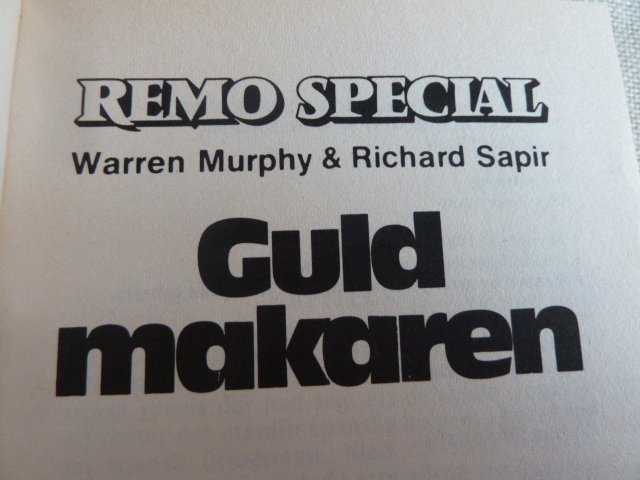 REMO SPECIAL
Warren Murphy & Richard Sapir
Guld
makaren